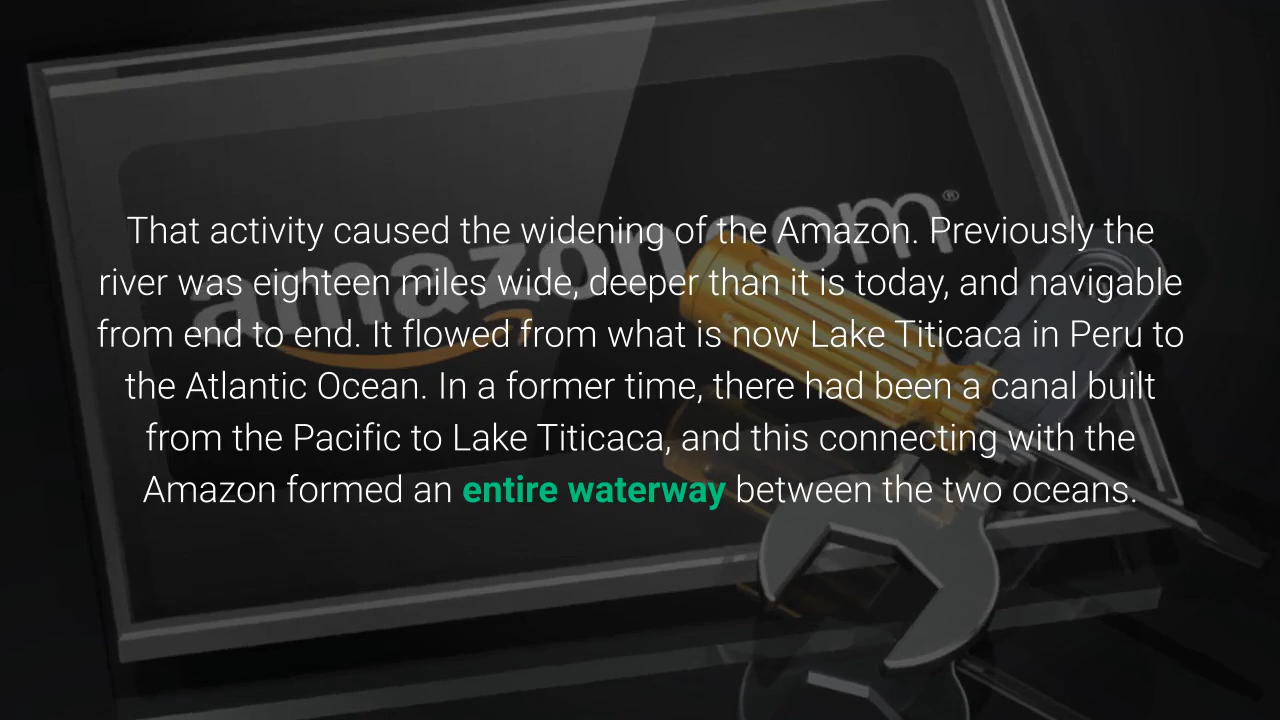 amazon.com®
That activity caused the widening of the Amazon. Previously the
river was eighteen miles wide, deeper than it is today, and navigable
from end to end. It flowed from what is now Lake Titicaca in Peru to
the Atlantic Ocean. In a former time, there had been a canal built
from the Pacific to Lake Titicaca, and this connecting with the
Amazon formed an entire waterway between the two oceans.